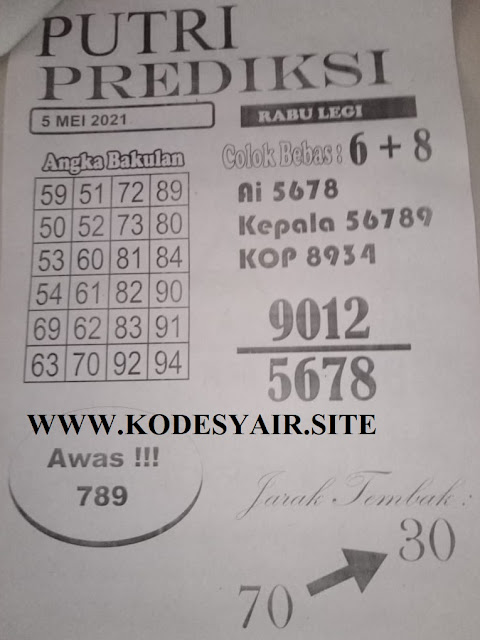 PUTRI
PREDIKSI
5 MEI 2021
RABU LEGI
Angka Bakulan
59 51 72 89
50 52 73 80
53 60 81 84
54 61 82 90
69 62 83 91
63 70 92 94
Colok Bebas : 6 + 8
Ai 5678
Kepala 56789
KOP 8934
9012
5678
WWW.KODESYAIR.SITE
Awas !!!
789
Jarak Tembak :
70
30